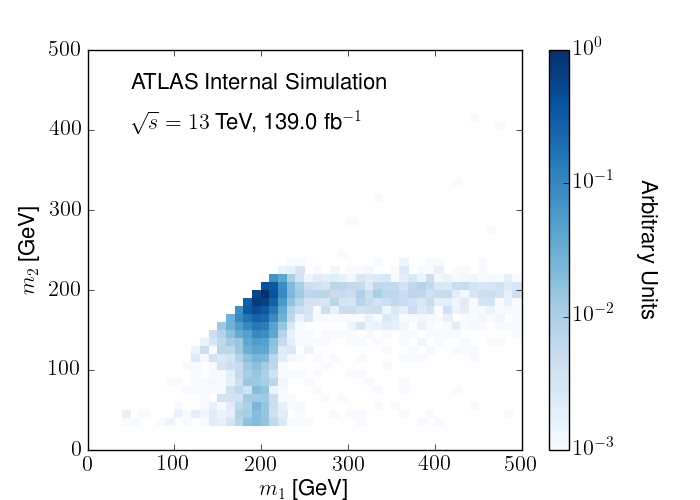 ATLAS Internal Simulation
√s = 13 TeV, 139.0 fb⁻¹
500
400
300
200
100
0
m₂ [GeV]
0 100 200 300 400 500
m₁ [GeV]
10⁰
10⁻¹
10⁻²
10⁻³
Arbitrary Units